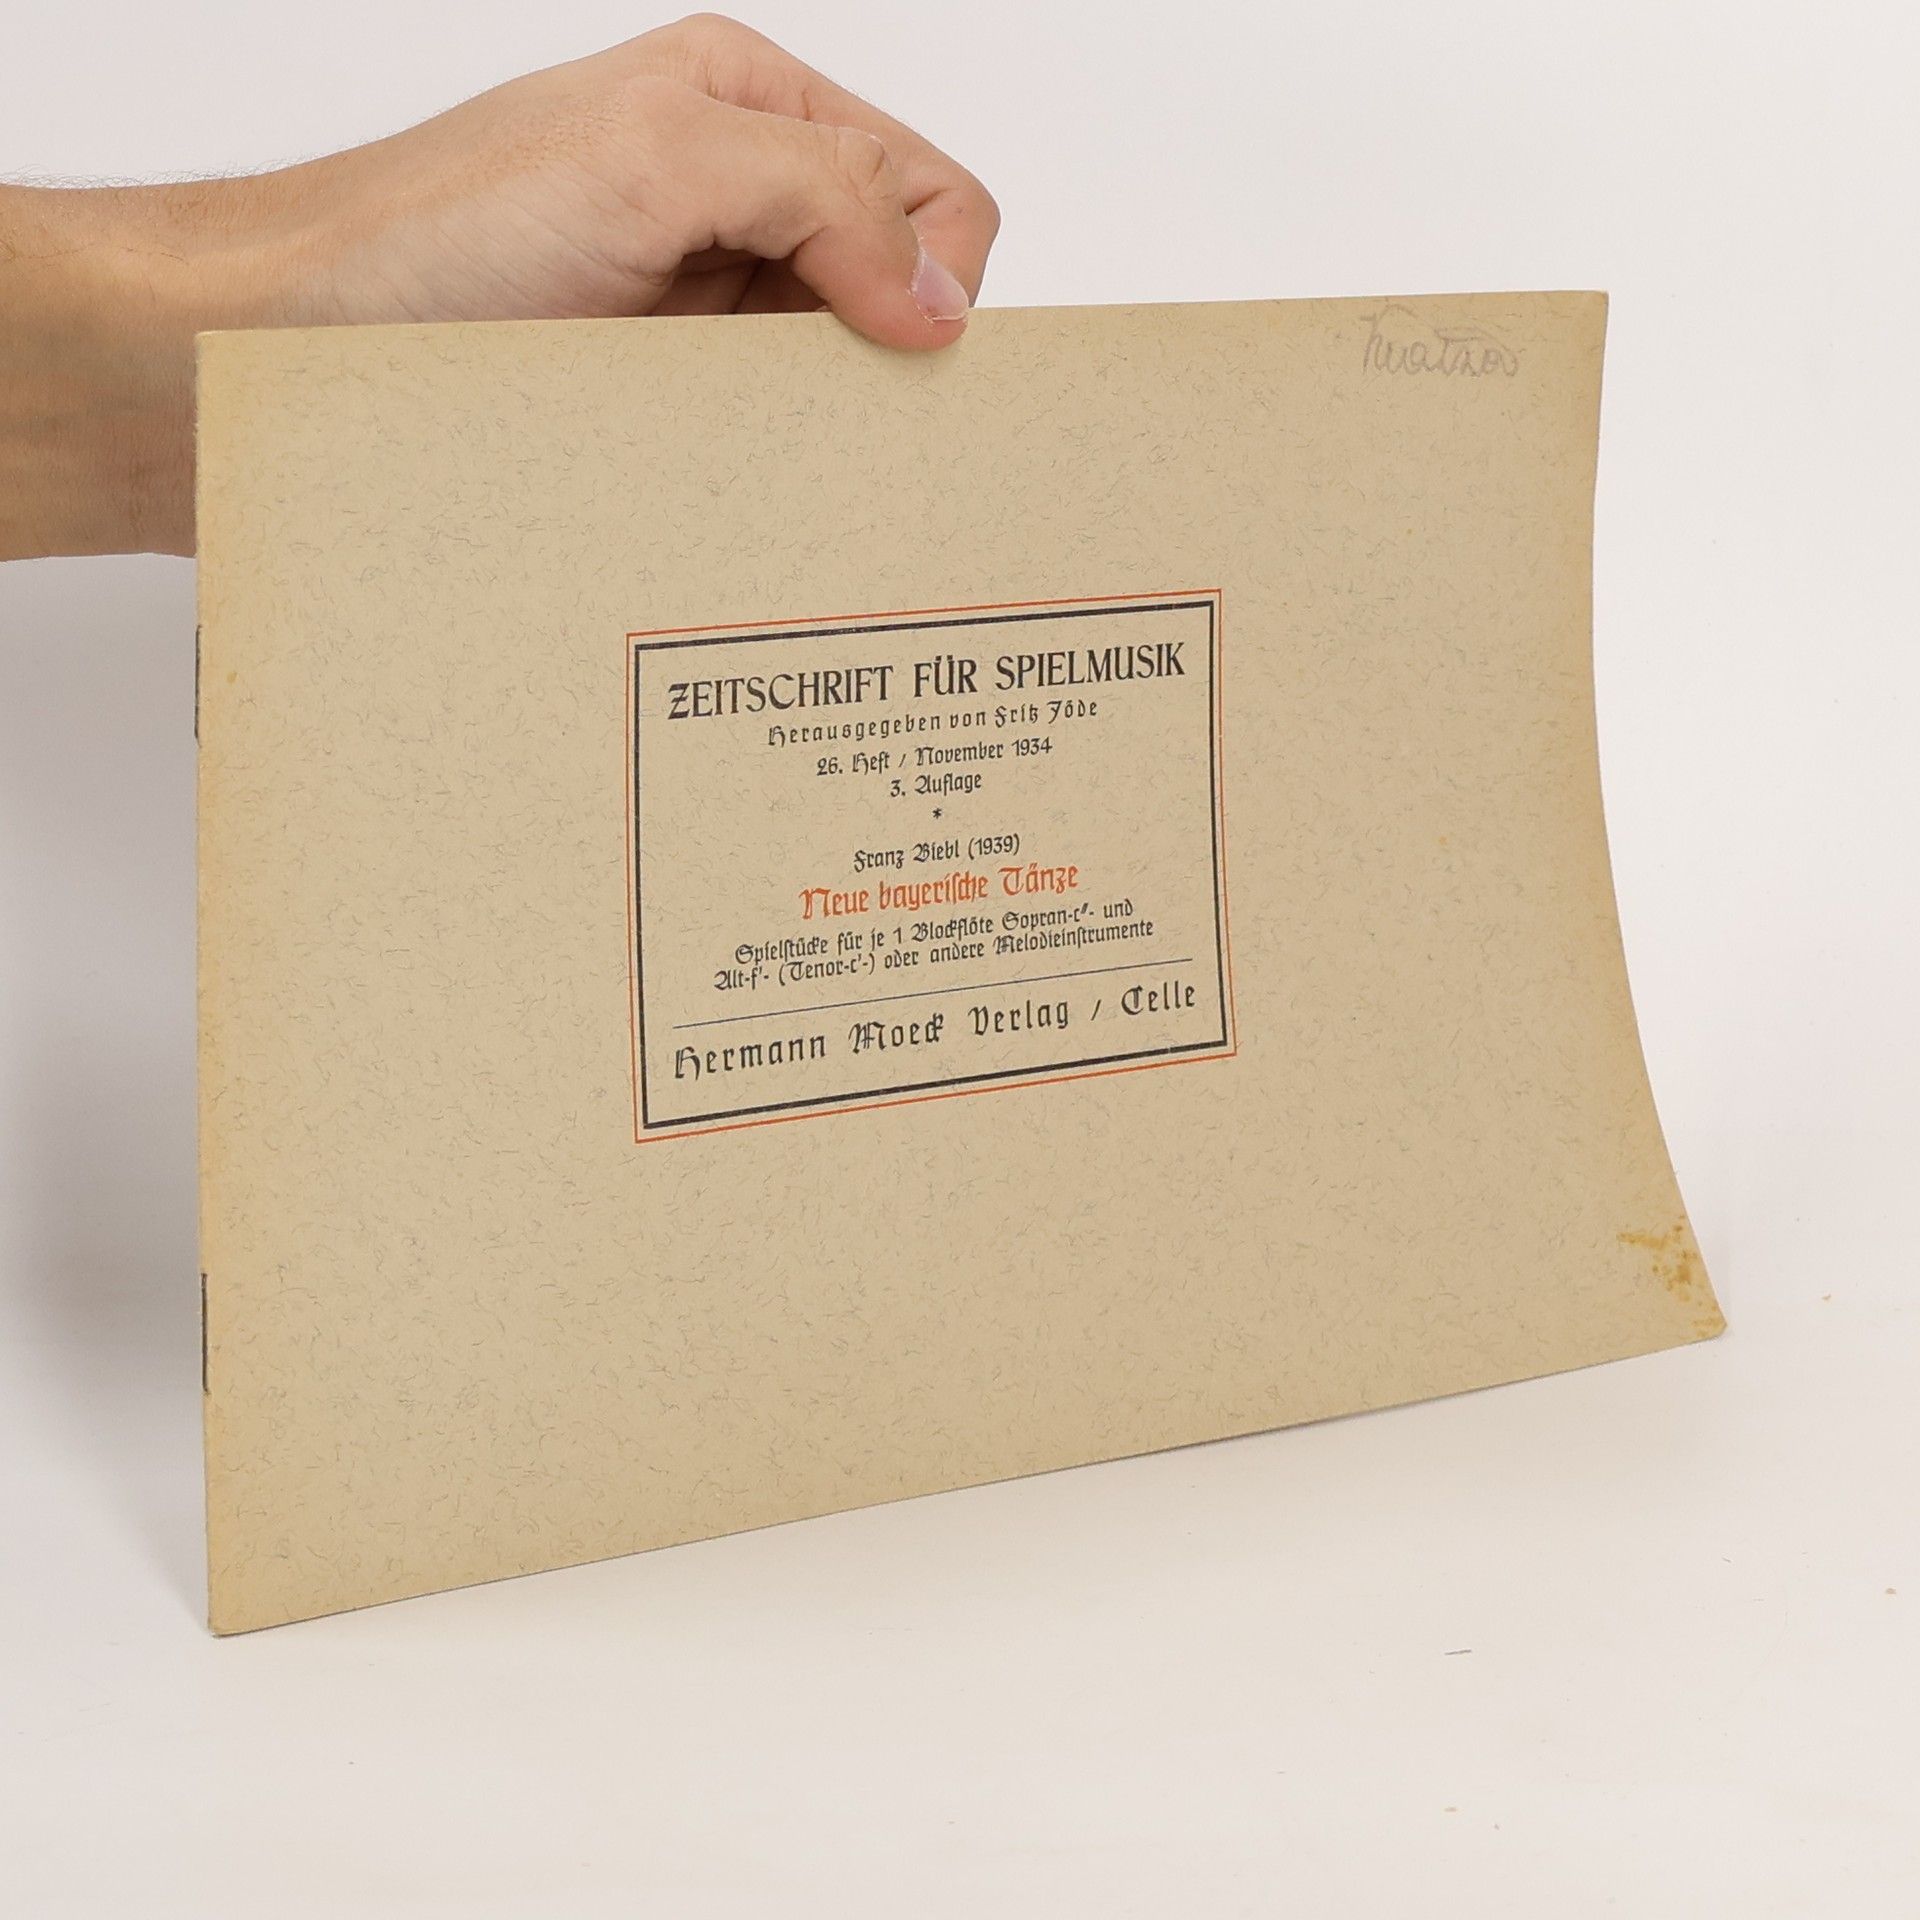 ZEITSCHRIFT FÜR SPIELMUSIK
Herausgegeben von Fritz Jöde
26. Heft / November 1934
3. Auflage
*
Franz Biebl (1939)
Neue bayerische Tänze
Spielstücke für je 1 Blockflöte Sopran-c″- und
Alt-f′- (Tenor-c′-) oder andere Melodieinstrumente
Hermann Moeck Verlag / Celle